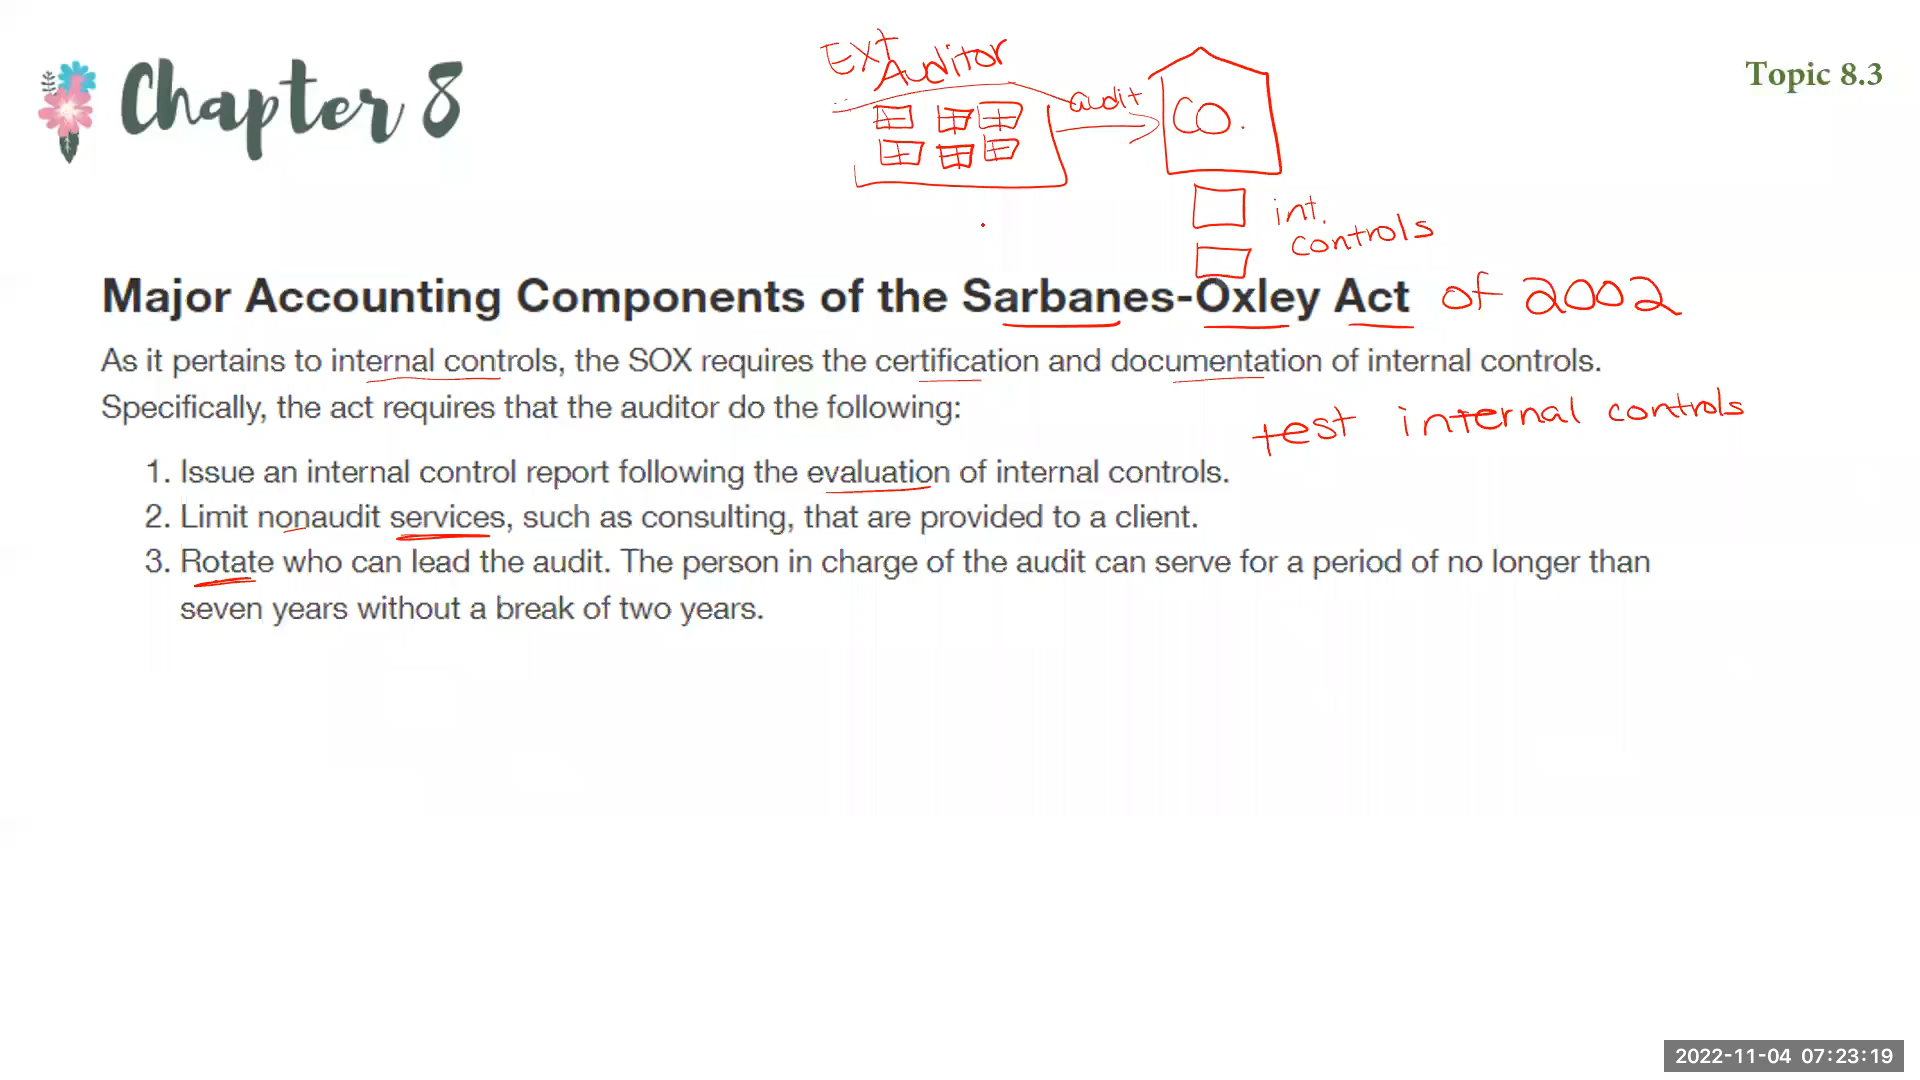 Chapter 8
EXT
Auditor
audit
CO.
Topic 8.3
int.
controls
Major Accounting Components of the Sarbanes-Oxley Act of 2002
As it pertains to internal controls, the SOX requires the certification and documentation of internal controls.
Specifically, the act requires that the auditor do the following:
test internal controls
1. Issue an internal control report following the evaluation of internal controls.
2. Limit nonaudit services, such as consulting, that are provided to a client.
3. Rotate who can lead the audit. The person in charge of the audit can serve for a period of no longer than
seven years without a break of two years.
2022-11-04 07:23:19